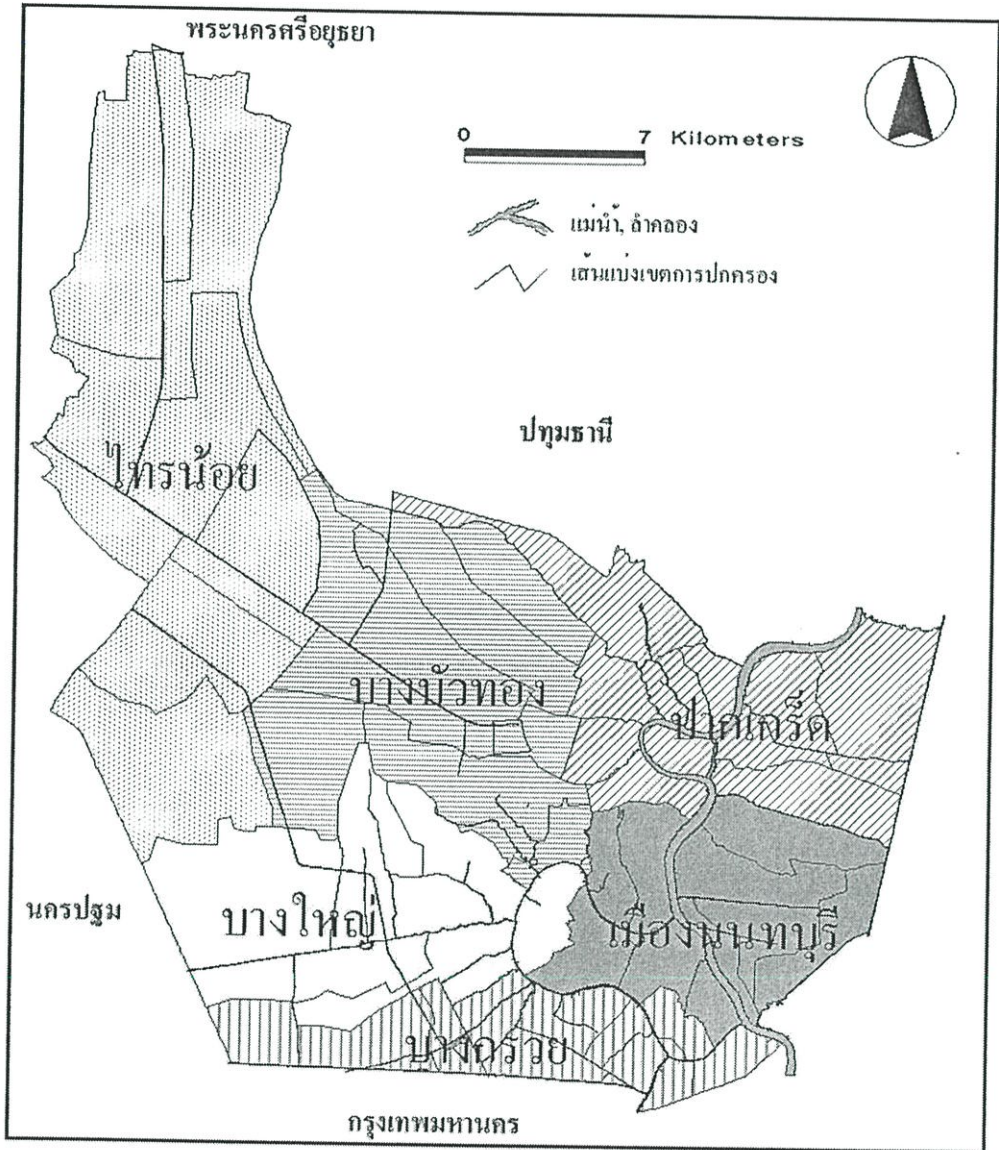 พระนครศรีอยุธยา
0 7 Kilometers
แม่น้ำ, ลำคลอง
เส้นแบ่งเขตการปกครอง
ปทุมธานี
ไทรน้อย
บางบัวทอง
ปากเกร็ด
นครปฐม
บางใหญ่
เมืองนนทบุรี
บางกรวย
กรุงเทพมหานคร